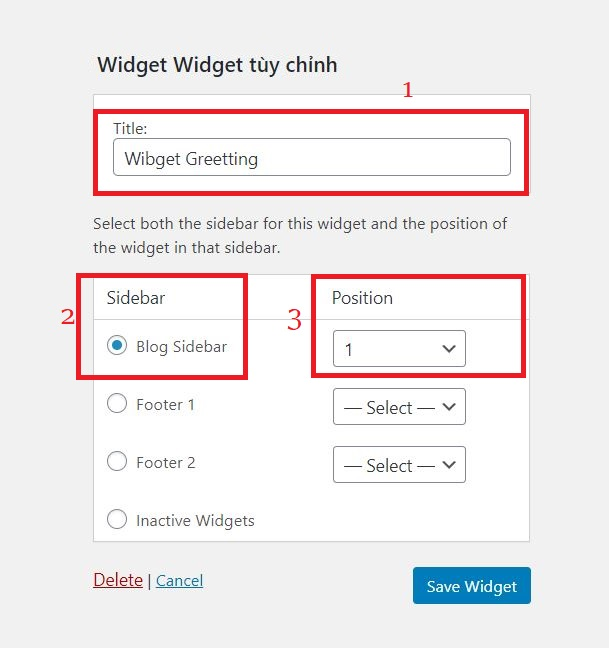 Widget Widget tùy chỉnh
1
Title:
Wibget Greetting
Select both the sidebar for this widget and the position of
the widget in that sidebar.
2
Sidebar
3
Position
Blog Sidebar
1
Footer 1
— Select —
Footer 2
— Select —
Inactive Widgets
Delete | Cancel
Save Widget